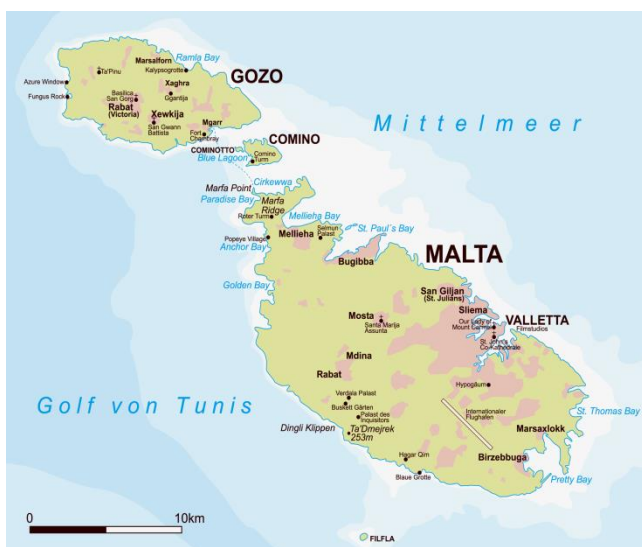 Marsalforn
Ramla Bay
Ta'Pinu
Kalypsogrotte
GOZO
Azure Window
Xaghra
Fungus Rock
Basilica
San Gorg
Ggantija
Rabat
(Victoria)
Xewkija
San Gwann
Battista
Mgarr
Fort
Chambray
Mittelmeer
COMINO
COMINOTTO
Blue Lagoon
Comino
Turm
Cirkewwa
Marfa Point
Paradise Bay
Marfa
Ridge
Roter Turm
Mellieha Bay
Selmun
Palast
St. Paul's Bay
Popeye Village
Mellieha
Anchor Bay
Bugibba
MALTA
Golden Bay
San Giljan
(St. Julians)
Sliema
Mosta
Santa Marija
Assunta
VALLETTA
Our Lady of
Mount Carmel
Filmstudios
St. John's
Co-Kathedrale
Mdina
Rabat
Hypogäum
Verdala Palast
Buskett Gärten
Palast des
Inquisitors
Golf von Tunis
Internationaler
Flughafen
St. Thomas Bay
Dingli Klippen
Ta'Dmejrek
253m
Marsaxlokk
Hagar Qim
Birzebbuga
Blaue Grotte
Pretty Bay
0
10km
FILFLA